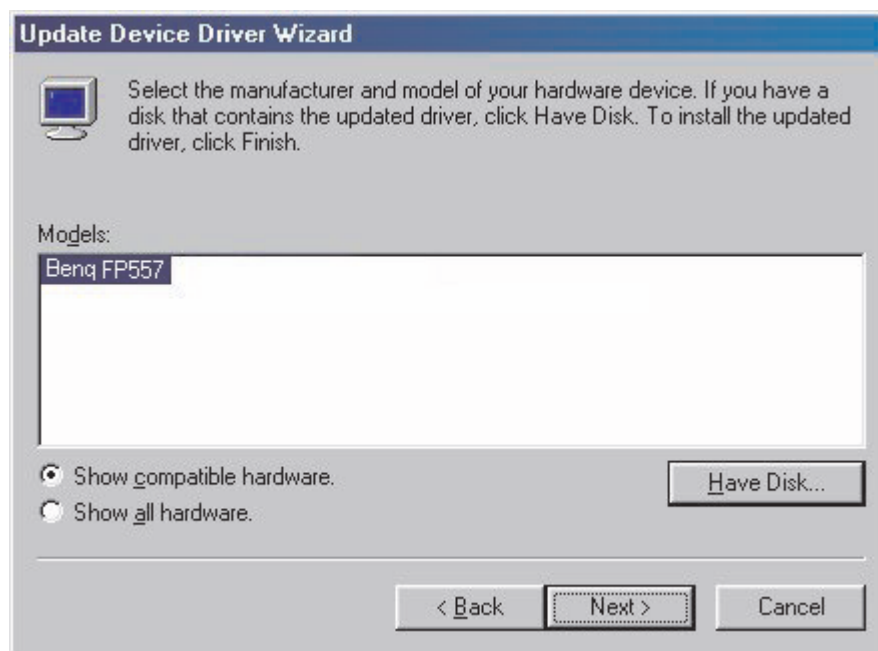 Update Device Driver Wizard
Select the manufacturer and model of your hardware device. If you have a
disk that contains the updated driver, click Have Disk. To install the updated
driver, click Finish.
Models:
Benq FP557
Show compatible hardware.
Have Disk...
Show all hardware.
< Back
Next >
Cancel